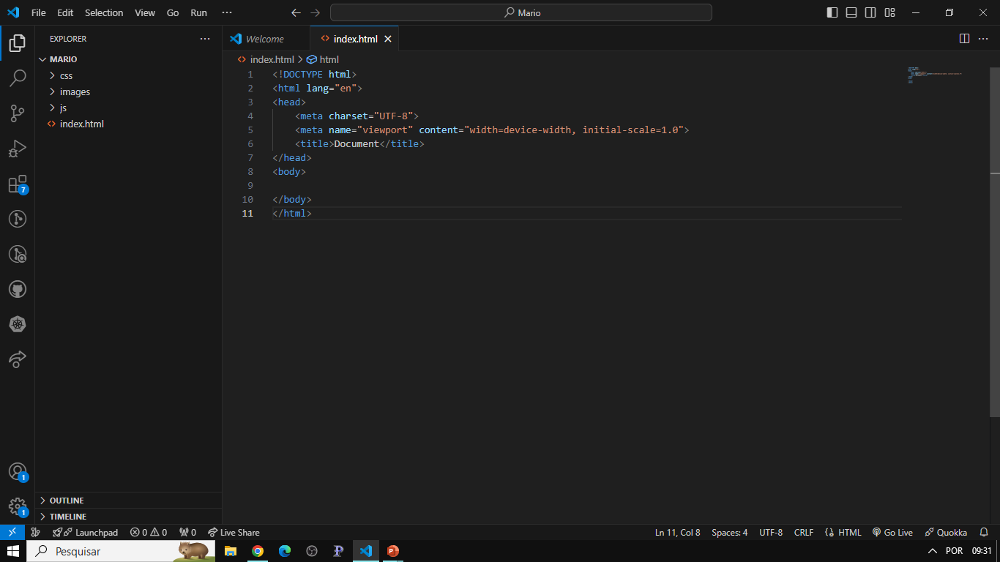 File Edit Selection View Go Run ···
Mario
EXPLORER ···
Welcome
index.html
MARIO
index.html > html
css
images
js
index.html
1 <!DOCTYPE html>
2 <html lang="en">
3 <head>
4 <meta charset="UTF-8">
5 <meta name="viewport" content="width=device-width, initial-scale=1.0">
6 <title>Document</title>
7 </head>
8 <body>
9
10 </body>
11 </html>
7
1
1
OUTLINE
TIMELINE
Launchpad 0 0 0 Live Share
Ln 11, Col 8 Spaces: 4 UTF-8 CRLF {} HTML Go Live Quokka
Pesquisar
POR 09:31